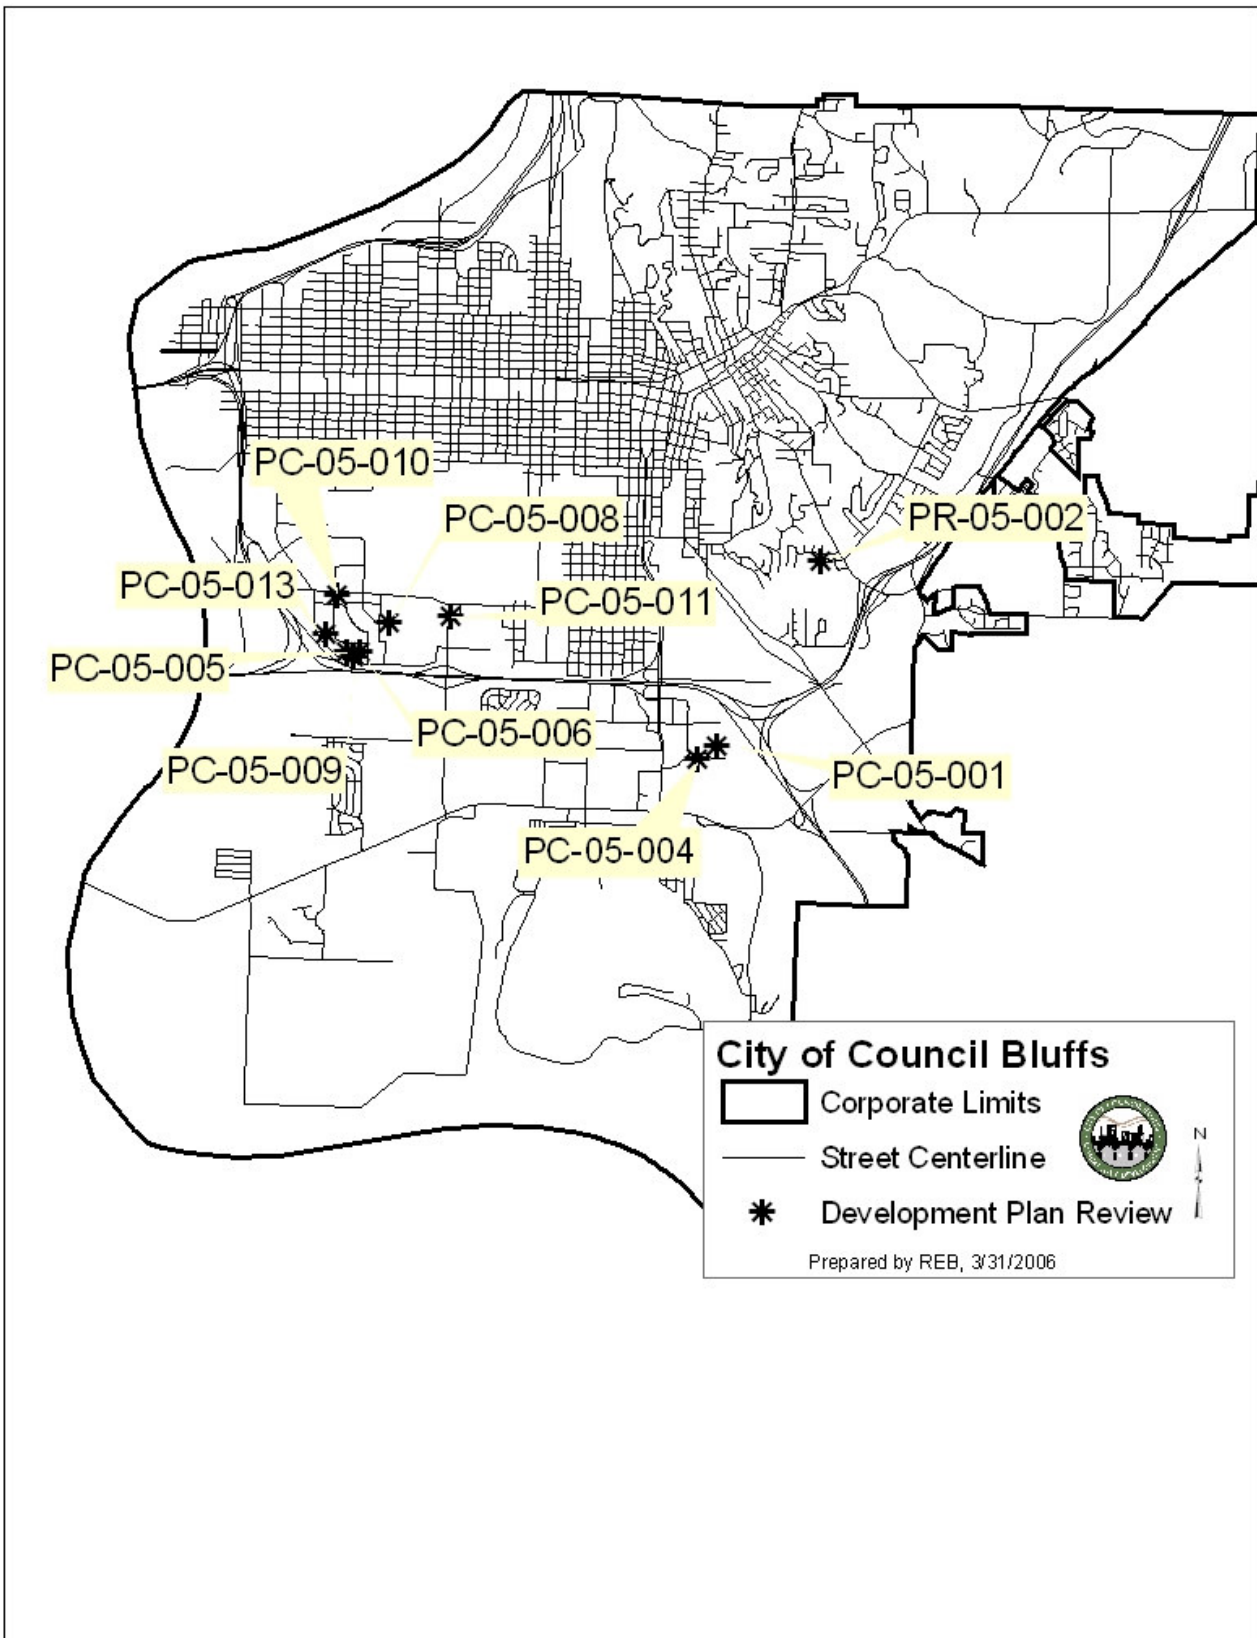 PC-05-010
PC-05-008
PR-05-002
PC-05-013
PC-05-011
PC-05-005
PC-05-006
PC-05-009
PC-05-001
PC-05-004
City of Council Bluffs
Corporate Limits
Street Centerline
N
Development Plan Review
Prepared by REB, 3/31/2006